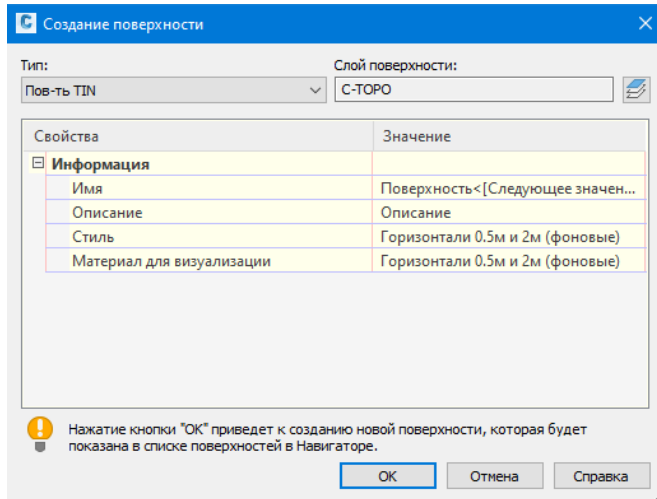 C Создание поверхности
Тип: Слой поверхности:
Пов-ть TIN C-TOPO
Свойства Значение
Информация
Имя Поверхность<[Следующее значен...
Описание Описание
Стиль Горизонтали 0.5м и 2м (фоновые)
Материал для визуализации Горизонтали 0.5м и 2м (фоновые)
Нажатие кнопки "ОК" приведет к созданию новой поверхности, которая будет
показана в списке поверхностей в Навигаторе.
ОК Отмена Справка